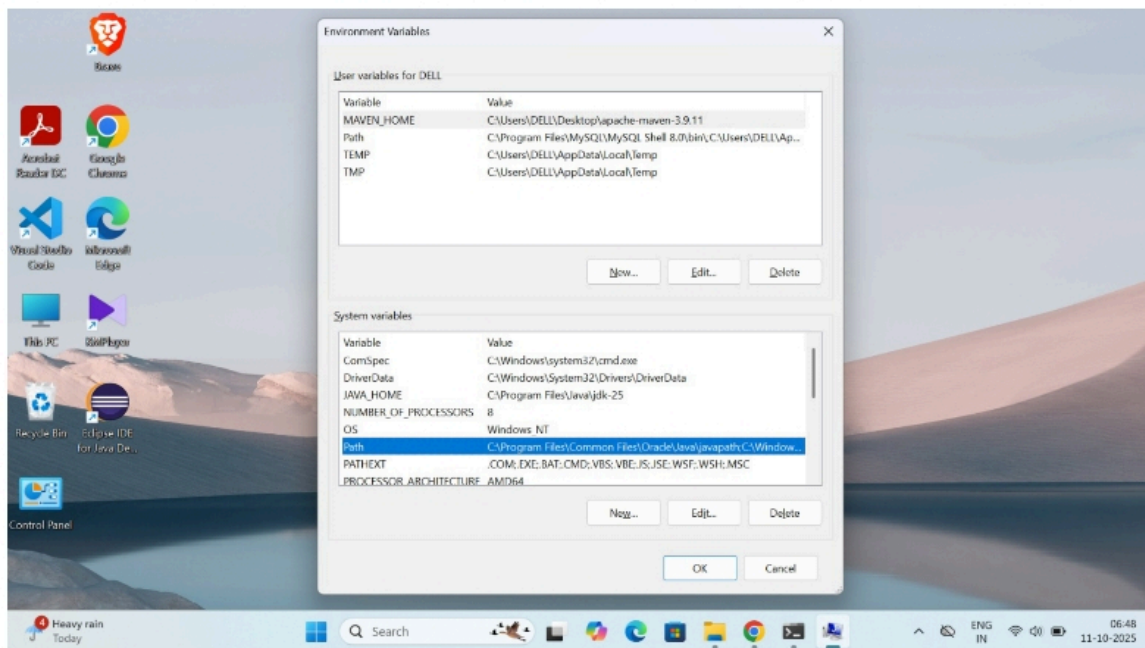 Brave
Acrobat
Reader DC
Google
Chrome
Visual Studio
Code
Microsoft
Edge
This PC
Recycle Bin
Eclipse IDE
for Java De...
Control Panel
Environment Variables
User variables for DELL
Variable Value
MAVEN_HOME C:\Users\DELL\Desktop\apache-maven-3.9.11
Path C:\Program Files\MySQL\MySQL Shell 8.0\bin\;C:\Users\DELL\Ap...
TEMP C:\Users\DELL\AppData\Local\Temp
TMP C:\Users\DELL\AppData\Local\Temp
New... Edit... Delete
System variables
Variable Value
ComSpec C:\Windows\system32\cmd.exe
DriverData C:\Windows\System32\Drivers\DriverData
JAVA_HOME C:\Program Files\Java\jdk-25
NUMBER_OF_PROCESSORS 8
OS Windows_NT
Path C:\Program Files\Common Files\Oracle\Java\javapath;C:\Window...
PATHEXT .COM;.EXE;.BAT;.CMD;.VBS;.VBE;.JS;.JSE;.WSF;.WSH;.MSC
PROCESSOR_ARCHITECTURE AMD64
New... Edit... Delete
OK Cancel
4
Heavy rain
Today
Search
ENG
IN
06:48
11-10-2025